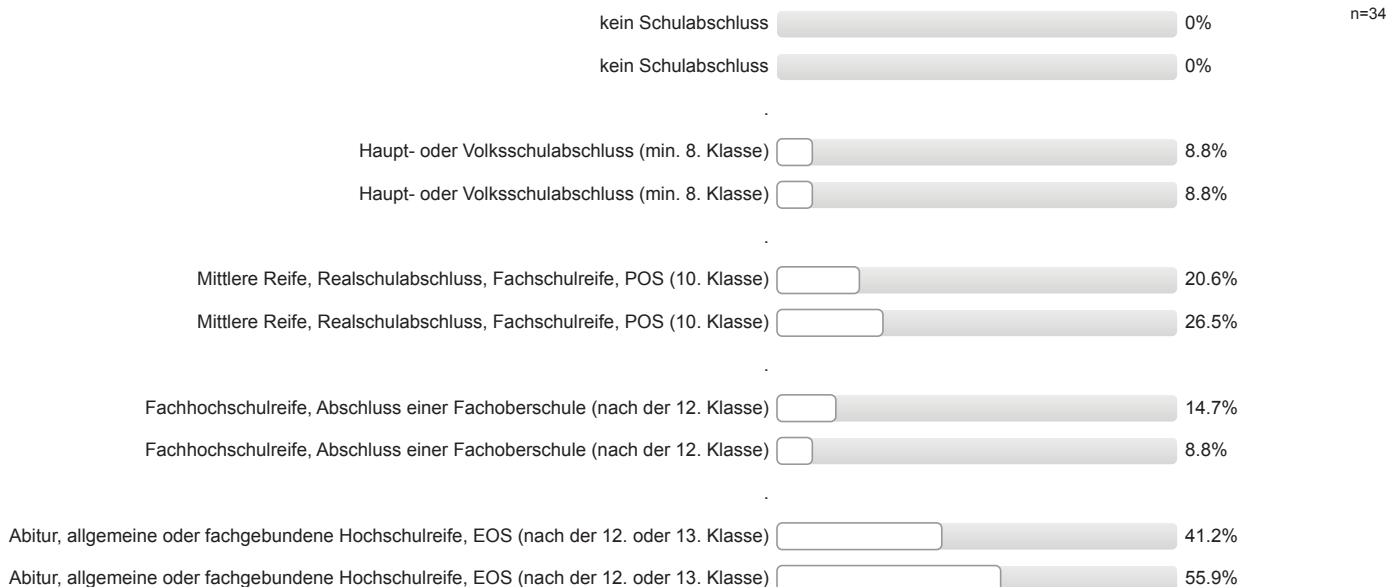 kein Schulabschluss 0% n=34
kein Schulabschluss 0%
.
Haupt- oder Volksschulabschluss (min. 8. Klasse) 8.8%
Haupt- oder Volksschulabschluss (min. 8. Klasse) 8.8%
.
Mittlere Reife, Realschulabschluss, Fachschulreife, POS (10. Klasse) 20.6%
Mittlere Reife, Realschulabschluss, Fachschulreife, POS (10. Klasse) 26.5%
.
Fachhochschulreife, Abschluss einer Fachoberschule (nach der 12. Klasse) 14.7%
Fachhochschulreife, Abschluss einer Fachoberschule (nach der 12. Klasse) 8.8%
.
Abitur, allgemeine oder fachgebundene Hochschulreife, EOS (nach der 12. oder 13. Klasse) 41.2%
Abitur, allgemeine oder fachgebundene Hochschulreife, EOS (nach der 12. oder 13. Klasse) 55.9%